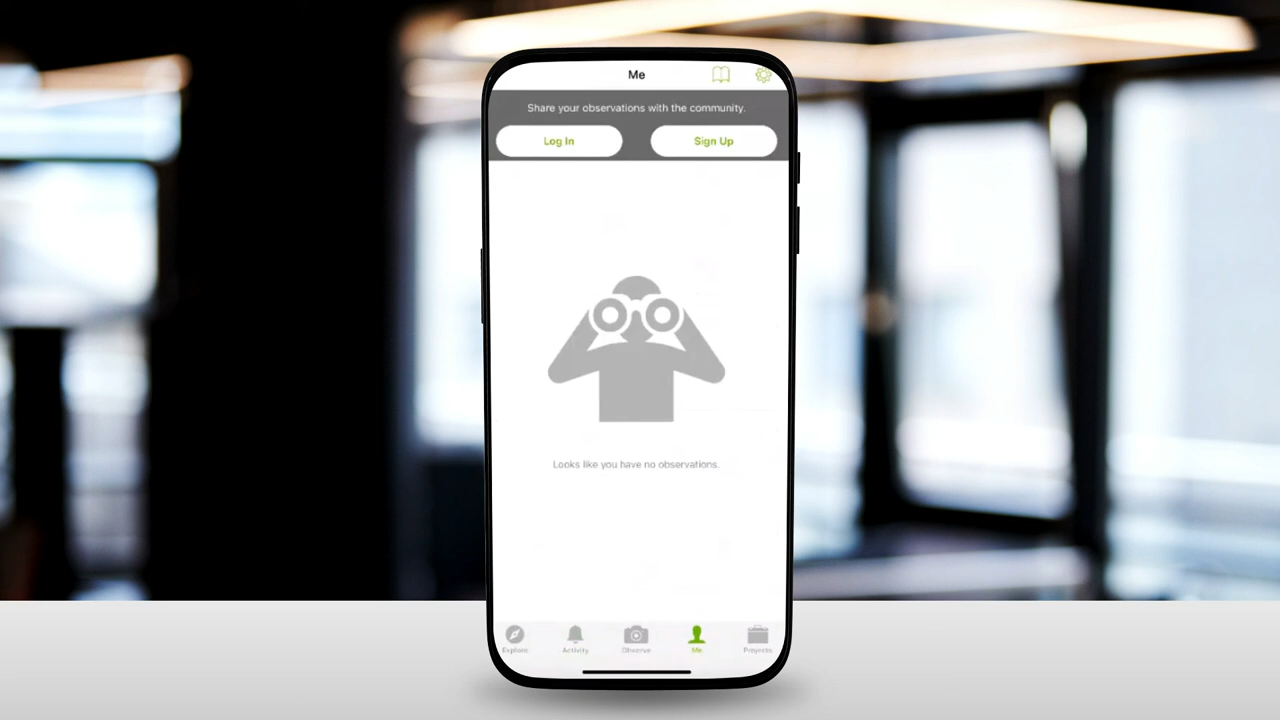 Me
Share your observations with the community.
Log In
Sign Up
Looks like you have no observations.
Explore
Activity
Observe
Me
Projects